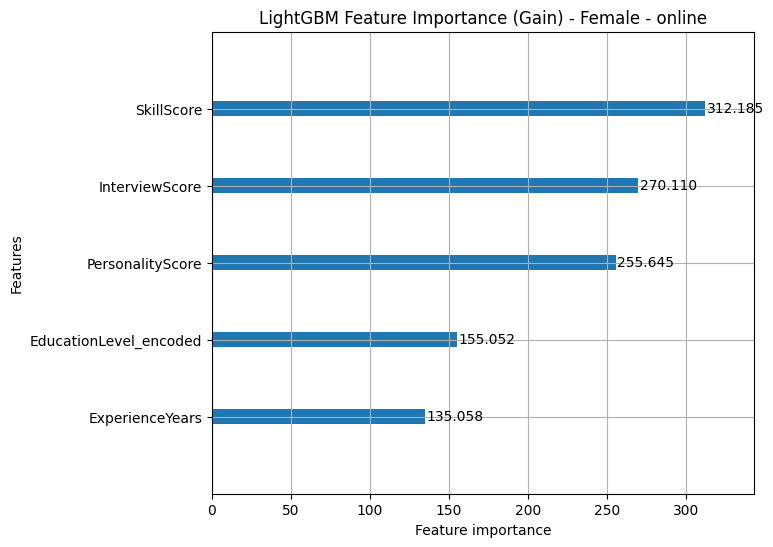 LightGBM Feature Importance (Gain) - Female - online
SkillScore
312.185
InterviewScore
270.110
PersonalityScore
255.645
EducationLevel_encoded
155.052
ExperienceYears
135.058
Features
0 50 100 150 200 250 300
Feature importance